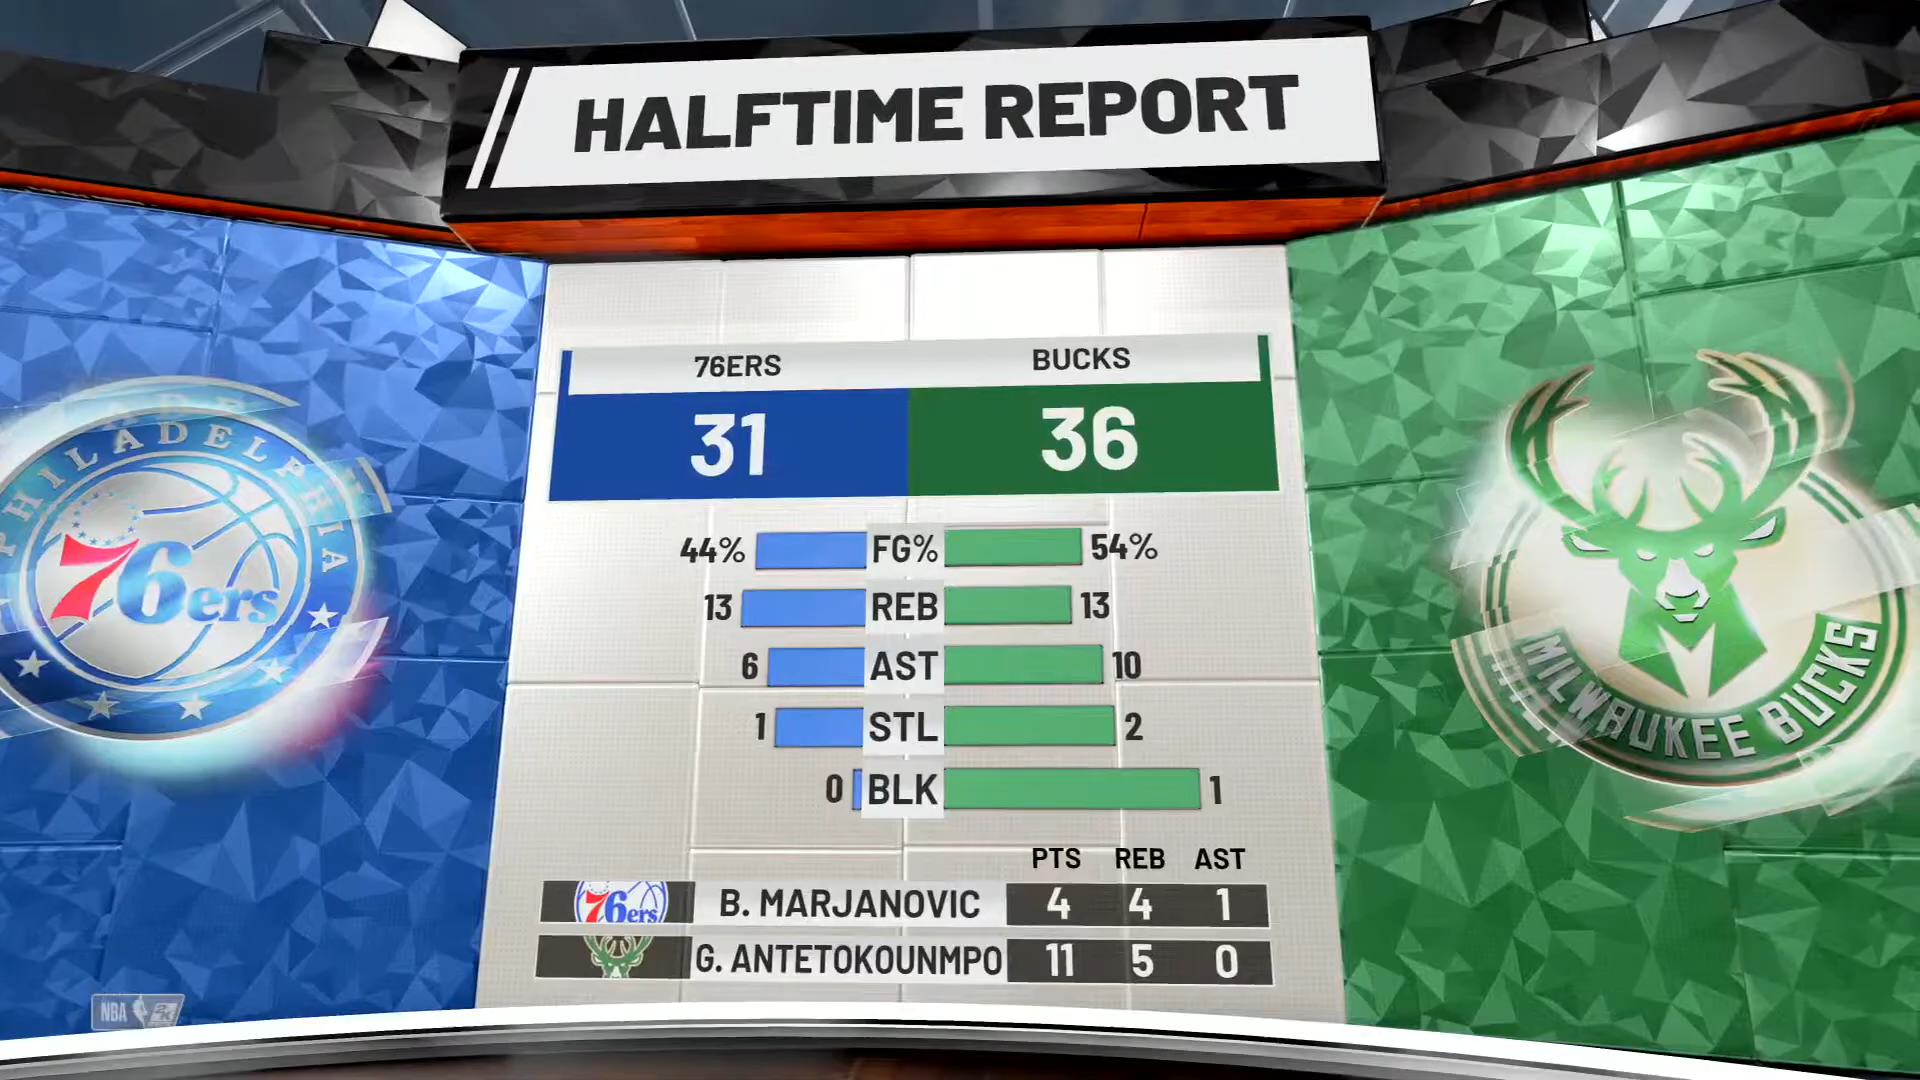 HALFTIME REPORT
76ERS BUCKS
31 36
44% FG% 54%
13 REB 13
6 AST 10
1 STL 2
0 BLK 1
PTS REB AST
76ers B. MARJANOVIC 4 4 1
G. ANTETOKOUNMPO 11 5 0
PHILADELPHIA
76ers
MILWAUKEE BUCKS
NBA 2K